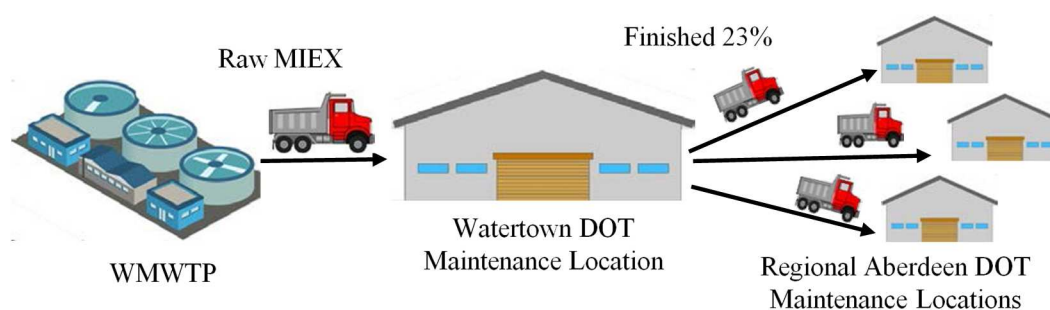 Raw MIEX
Finished 23%
WMWTP
Watertown DOT
Maintenance Location
Regional Aberdeen DOT
Maintenance Locations